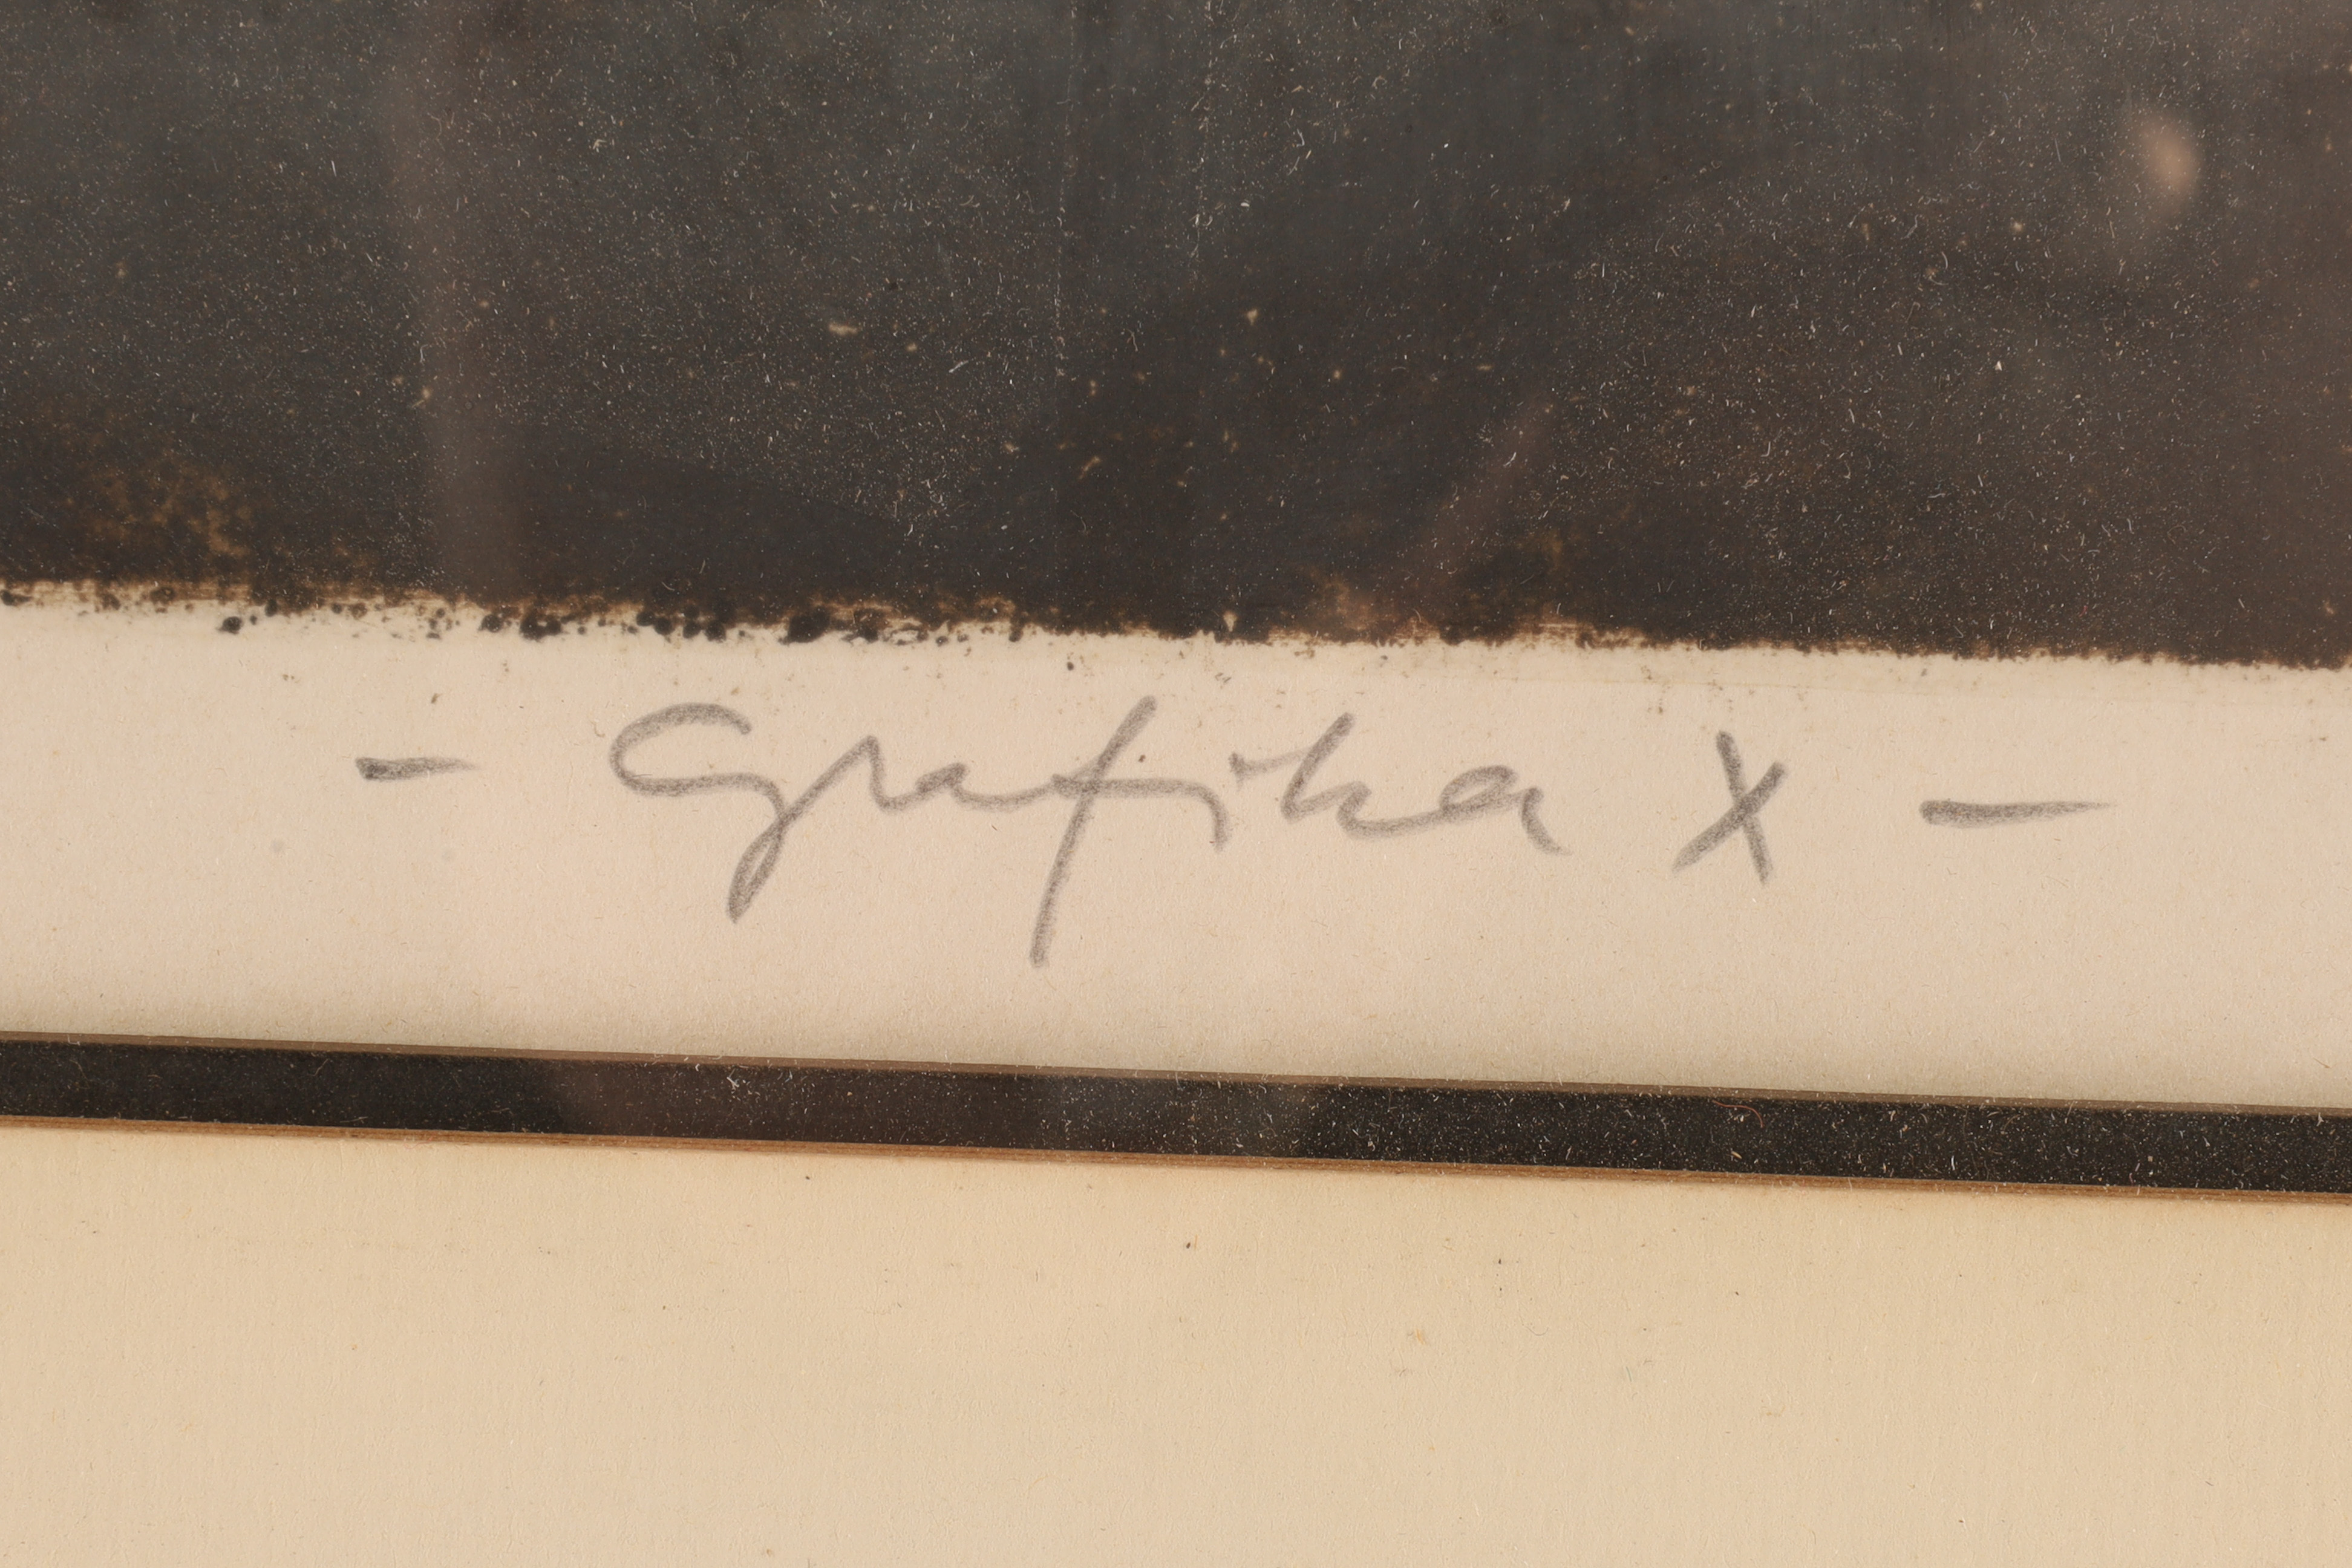 - Grafika X -